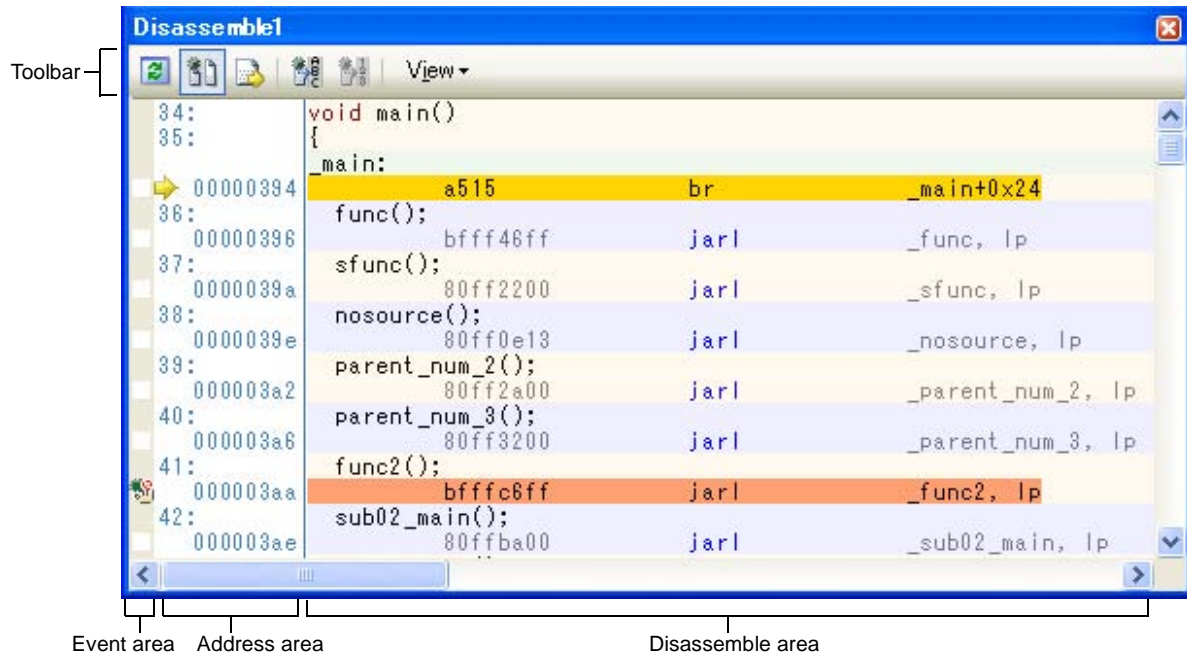 Disassemble1
Toolbar
View
34: void main()
35: {
_main:
00000394 a515 br _main+0x24
36: func();
00000396 bfff46ff jarl _func, lp
37: sfunc();
0000039a 80ff2200 jarl _sfunc, lp
38: nosource();
0000039e 80ff0e13 jarl _nosource, lp
39: parent_num_2();
000003a2 80ff2a00 jarl _parent_num_2, lp
40: parent_num_3();
000003a6 80ff3200 jarl _parent_num_3, lp
41: func2();
000003aa bfffc6ff jarl _func2, lp
42: sub02_main();
000003ae 80ffba00 jarl _sub02_main, lp
Event area Address area Disassemble area